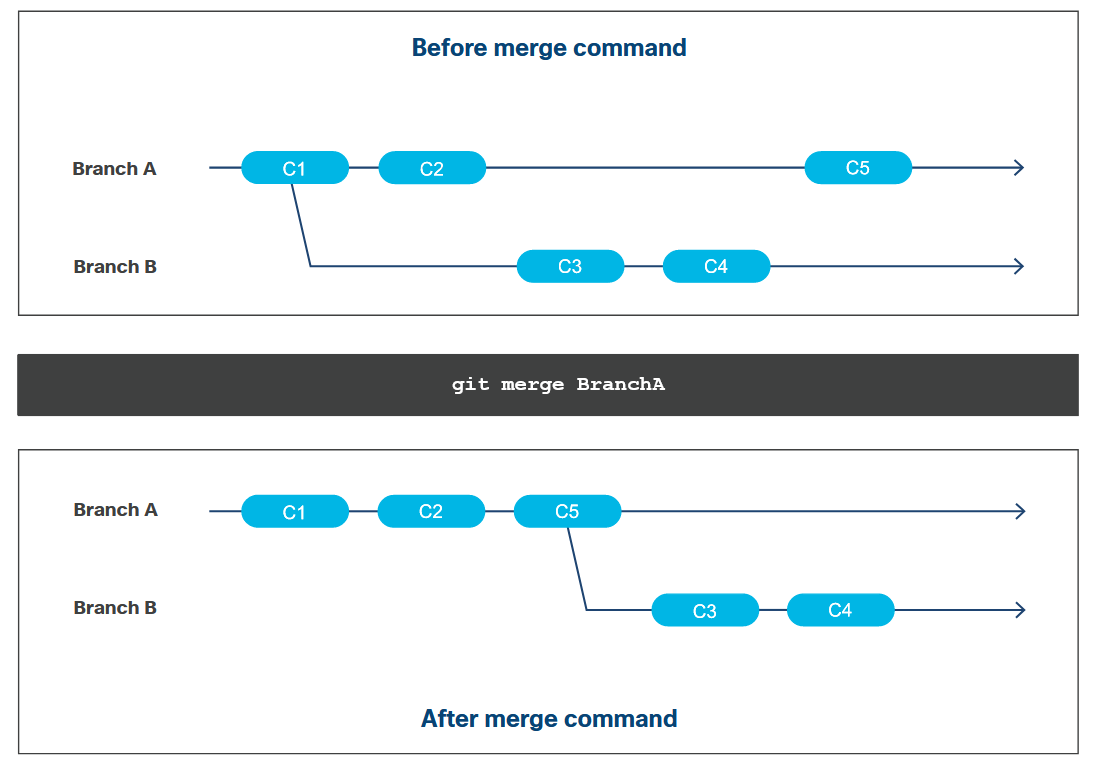 Before merge command
Branch A C1 C2 C5
Branch B C3 C4
git merge BranchA
Branch A C1 C2 C5
Branch B C3 C4
After merge command